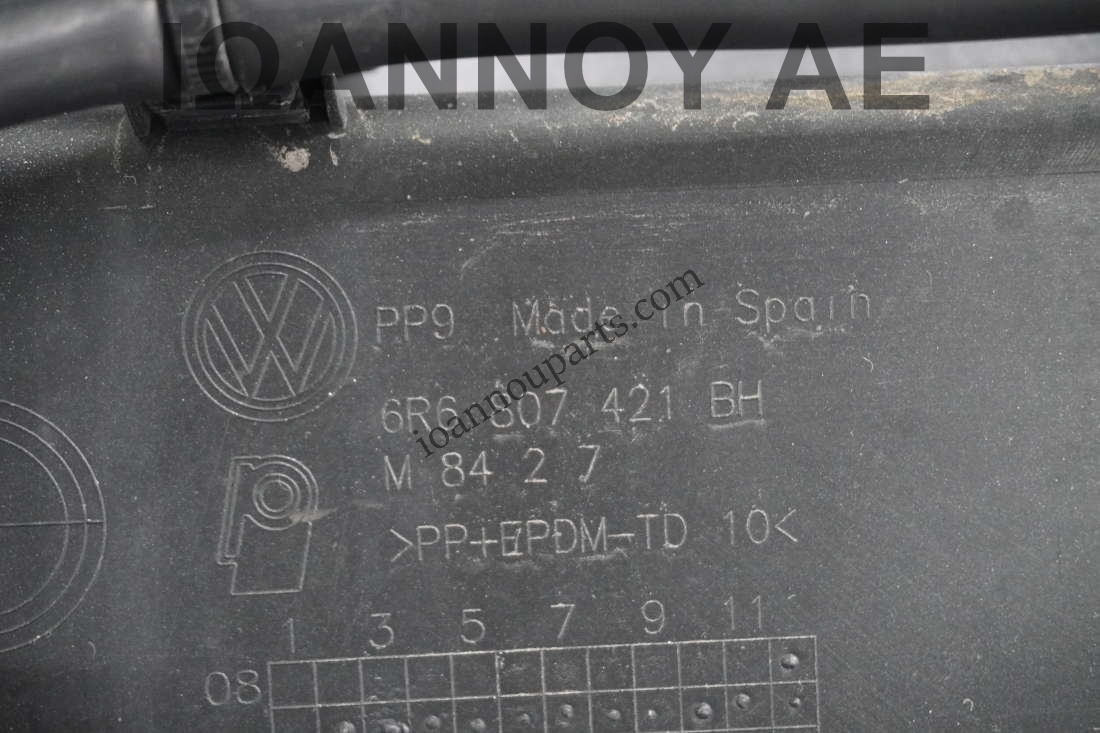 IOANNOY AE
PP9 Made in Spain
6R6 807 421 BH
M 84 2 7
>PP+EPDM-TD 10<
ioannouparts.com
1 3 5 7 9 11
08